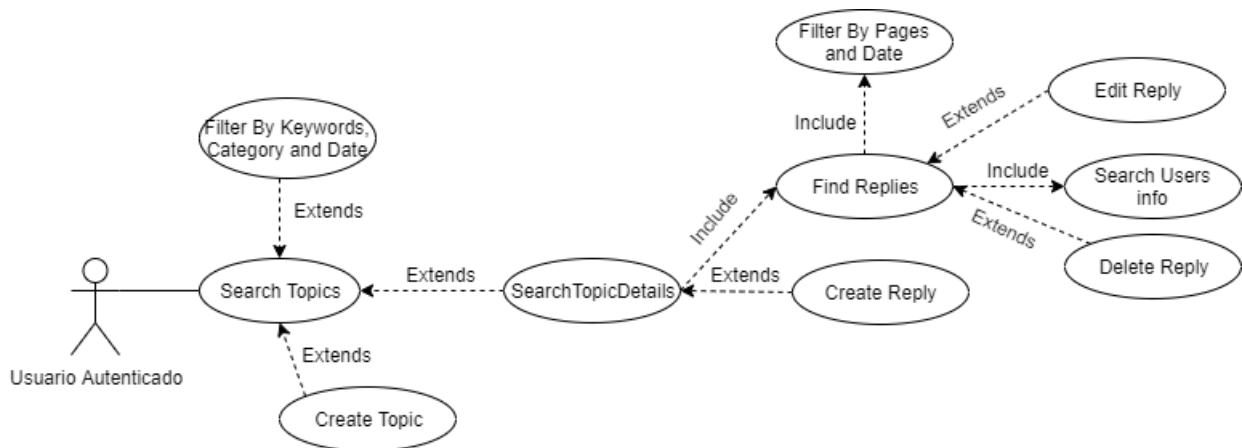 Filter By Pages
and Date
Edit Reply
Extends
Filter By Keywords,
Category and Date
Include
Find Replies
Include
Search Users
info
Extends
Extends
Include
Delete Reply
Search Topics
Extends
SearchTopicDetails
Extends
Create Reply
Usuario Autenticado
Extends
Create Topic